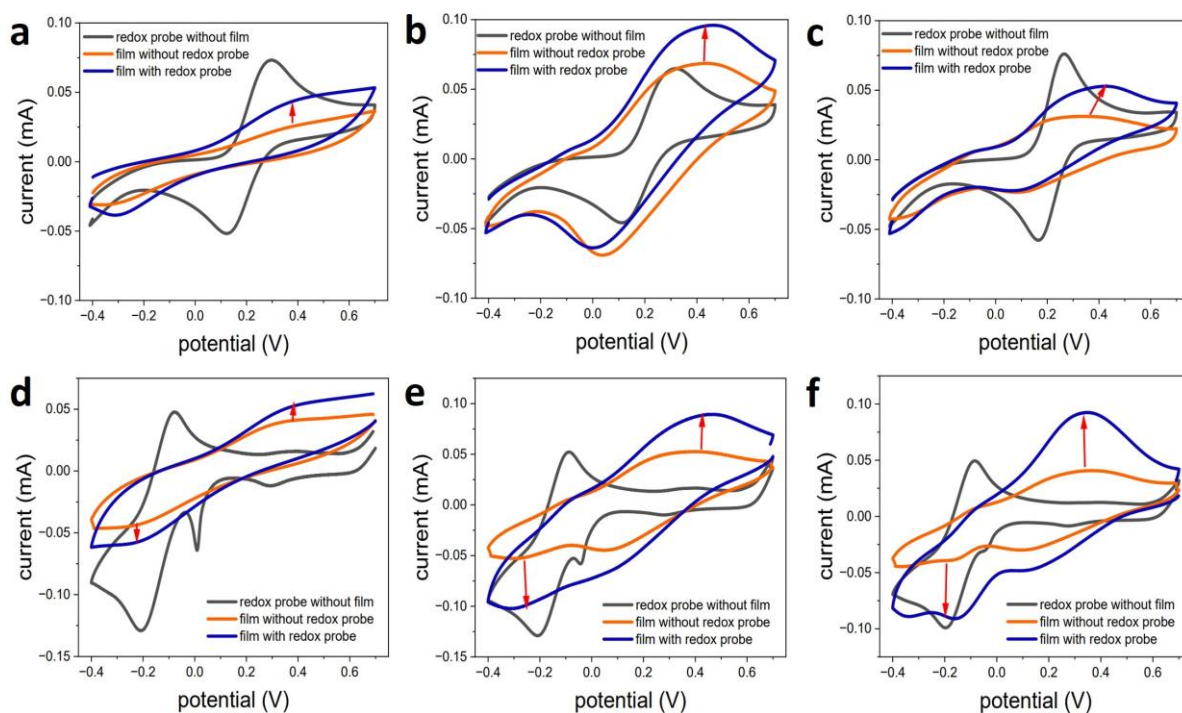 a
redox probe without film
film without redox probe
film with redox probe
0.10
0.05
0.00
−0.05
−0.10
current (mA)
−0.4 −0.2 0.0 0.2 0.4 0.6
potential (V)
b
redox probe without film
film without redox probe
film with redox probe
0.10
0.05
0.00
−0.05
−0.10
current (mA)
−0.4 −0.2 0.0 0.2 0.4 0.6
potential (V)
c
redox probe without film
film without redox probe
film with redox probe
0.10
0.05
0.00
−0.05
−0.10
current (mA)
−0.4 −0.2 0.0 0.2 0.4 0.6
potential (V)
d
0.05
0.00
−0.05
−0.10
−0.15
current (mA)
redox probe without film
film without redox probe
film with redox probe
−0.4 −0.2 0.0 0.2 0.4 0.6
potential (V)
e
0.10
0.05
0.00
−0.05
−0.10
−0.15
current (mA)
redox probe without film
film without redox probe
film with redox probe
−0.4 −0.2 0.0 0.2 0.4 0.6
potential (V)
f
0.10
0.05
0.00
−0.05
−0.10
current (mA)
redox probe without film
film without redox probe
film with redox probe
−0.4 −0.2 0.0 0.2 0.4 0.6
potential (V)